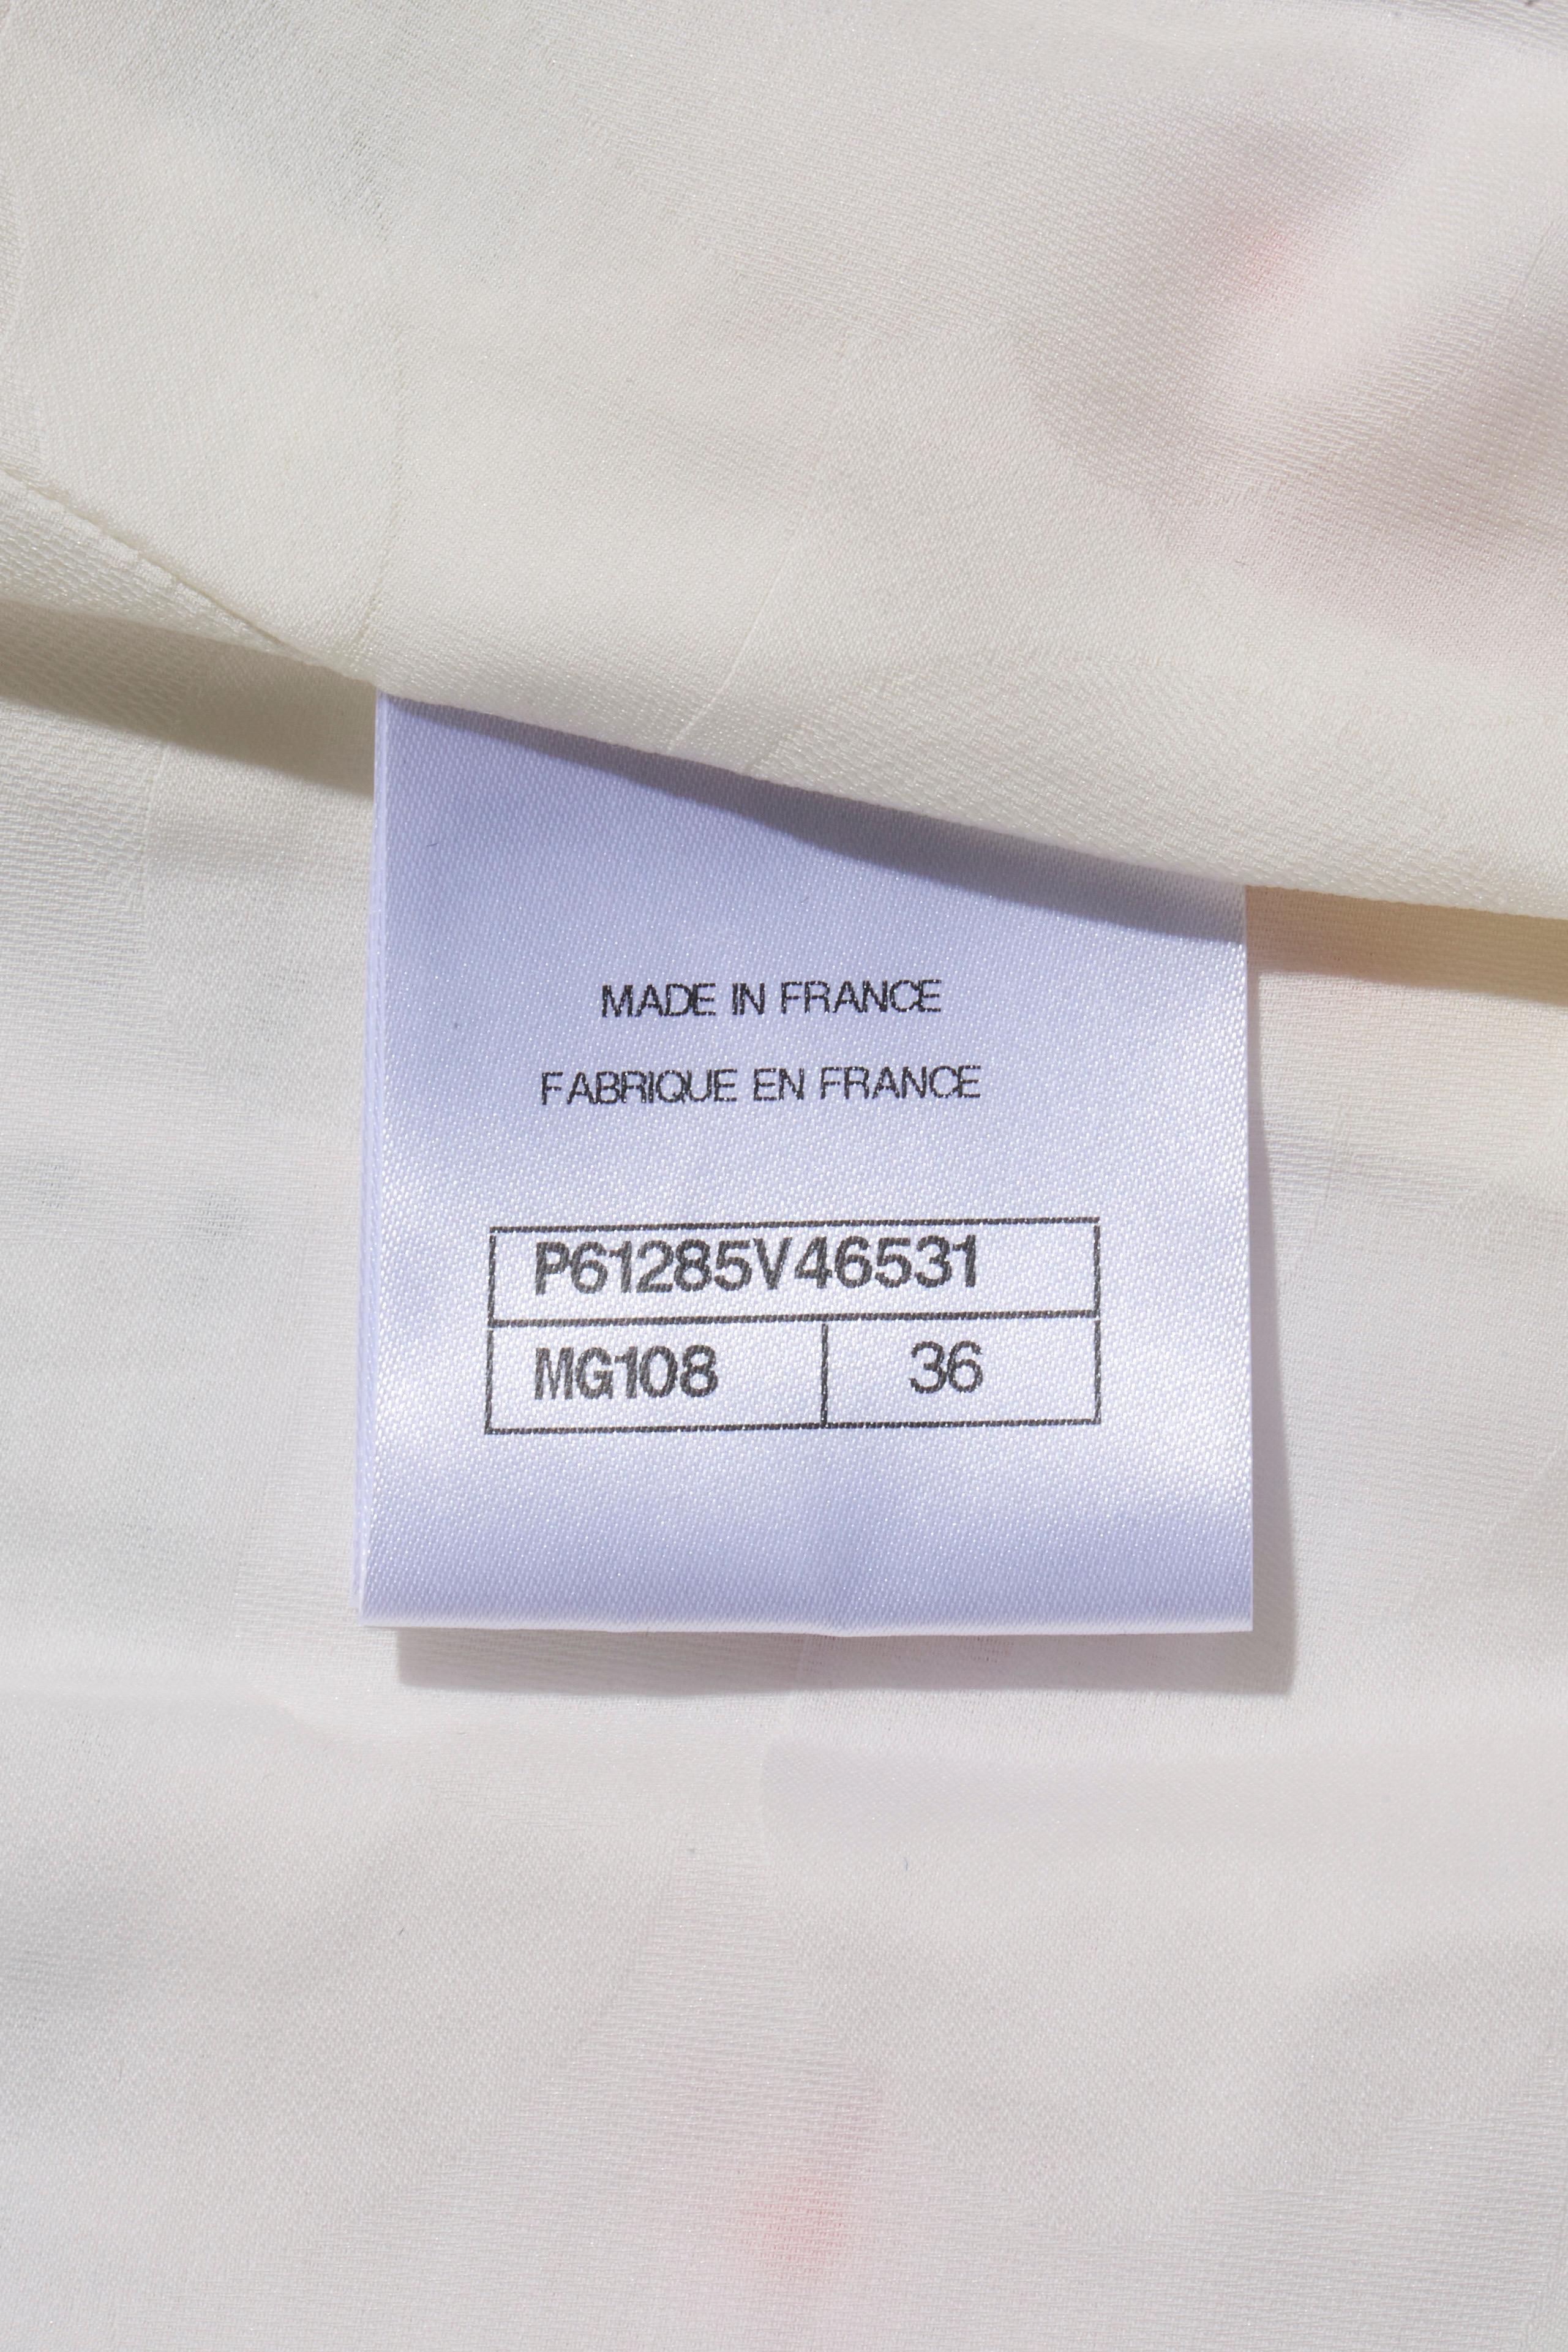 MADE IN FRANCE
FABRIQUE EN FRANCE
P61285V46531
MG108 36